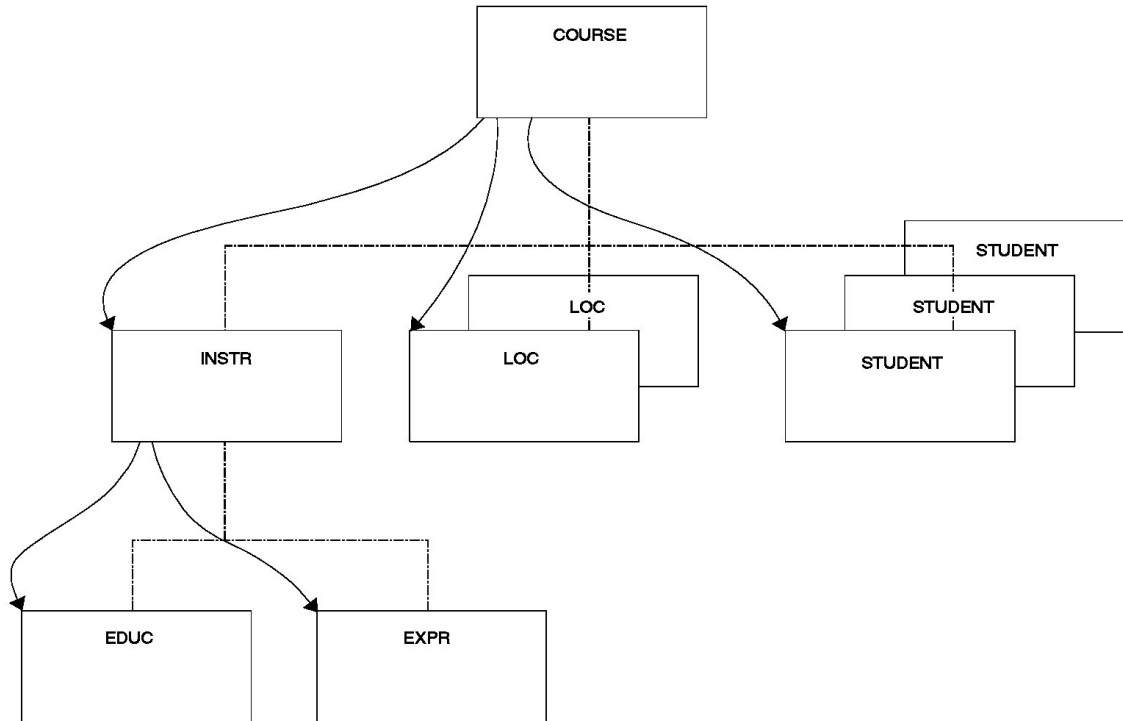 COURSE
STUDENT
LOC
STUDENT
INSTR
LOC
STUDENT
EDUC
EXPR